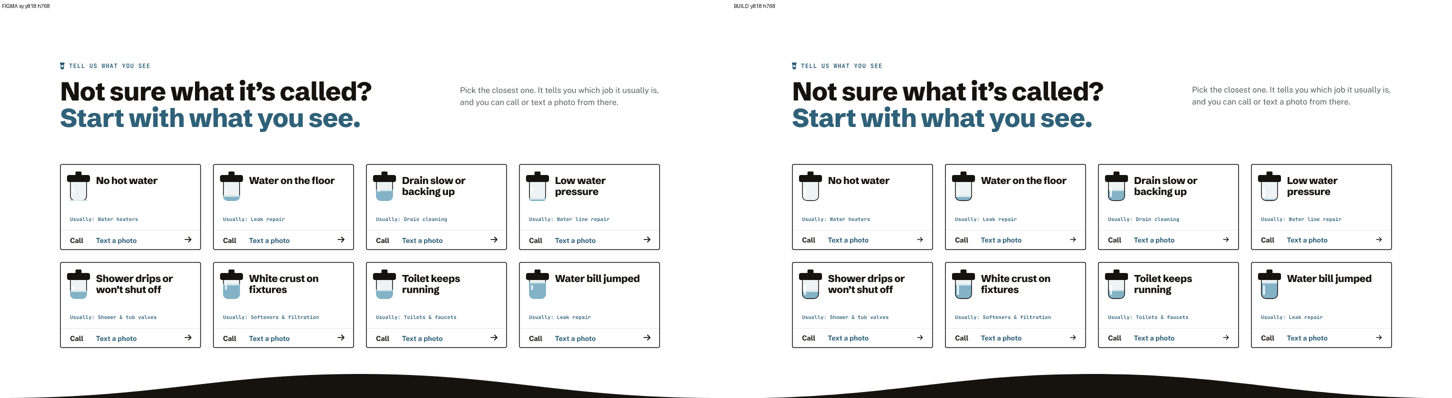 FIGMA sy y818 h768
TELL US WHAT YOU SEE
Not sure what it’s called?
Start with what you see.
Pick the closest one. It tells you which job it usually is,
and you can call or text a photo from there.
No hot water
Usually: Water heaters
Call Text a photo →
Water on the floor
Usually: Leak repair
Call Text a photo →
Drain slow or
backing up
Usually: Drain cleaning
Call Text a photo →
Low water
pressure
Usually: Water line repair
Call Text a photo →
Shower drips or
won’t shut off
Usually: Shower & tub valves
Call Text a photo →
White crust on
fixtures
Usually: Softeners & filtration
Call Text a photo →
Toilet keeps
running
Usually: Toilets & faucets
Call Text a photo →
Water bill jumped
Usually: Leak repair
Call Text a photo →
BUILD y818 h768
TELL US WHAT YOU SEE
Not sure what it’s called?
Start with what you see.
Pick the closest one. It tells you which job it usually is,
and you can call or text a photo from there.
No hot water
Usually: Water heaters
Call Text a photo →
Water on the floor
Usually: Leak repair
Call Text a photo →
Drain slow or
backing up
Usually: Drain cleaning
Call Text a photo →
Low water
pressure
Usually: Water line repair
Call Text a photo →
Shower drips or
won’t shut off
Usually: Shower & tub valves
Call Text a photo →
White crust on
fixtures
Usually: Softeners & filtration
Call Text a photo →
Toilet keeps
running
Usually: Toilets & faucets
Call Text a photo →
Water bill jumped
Usually: Leak repair
Call Text a photo →